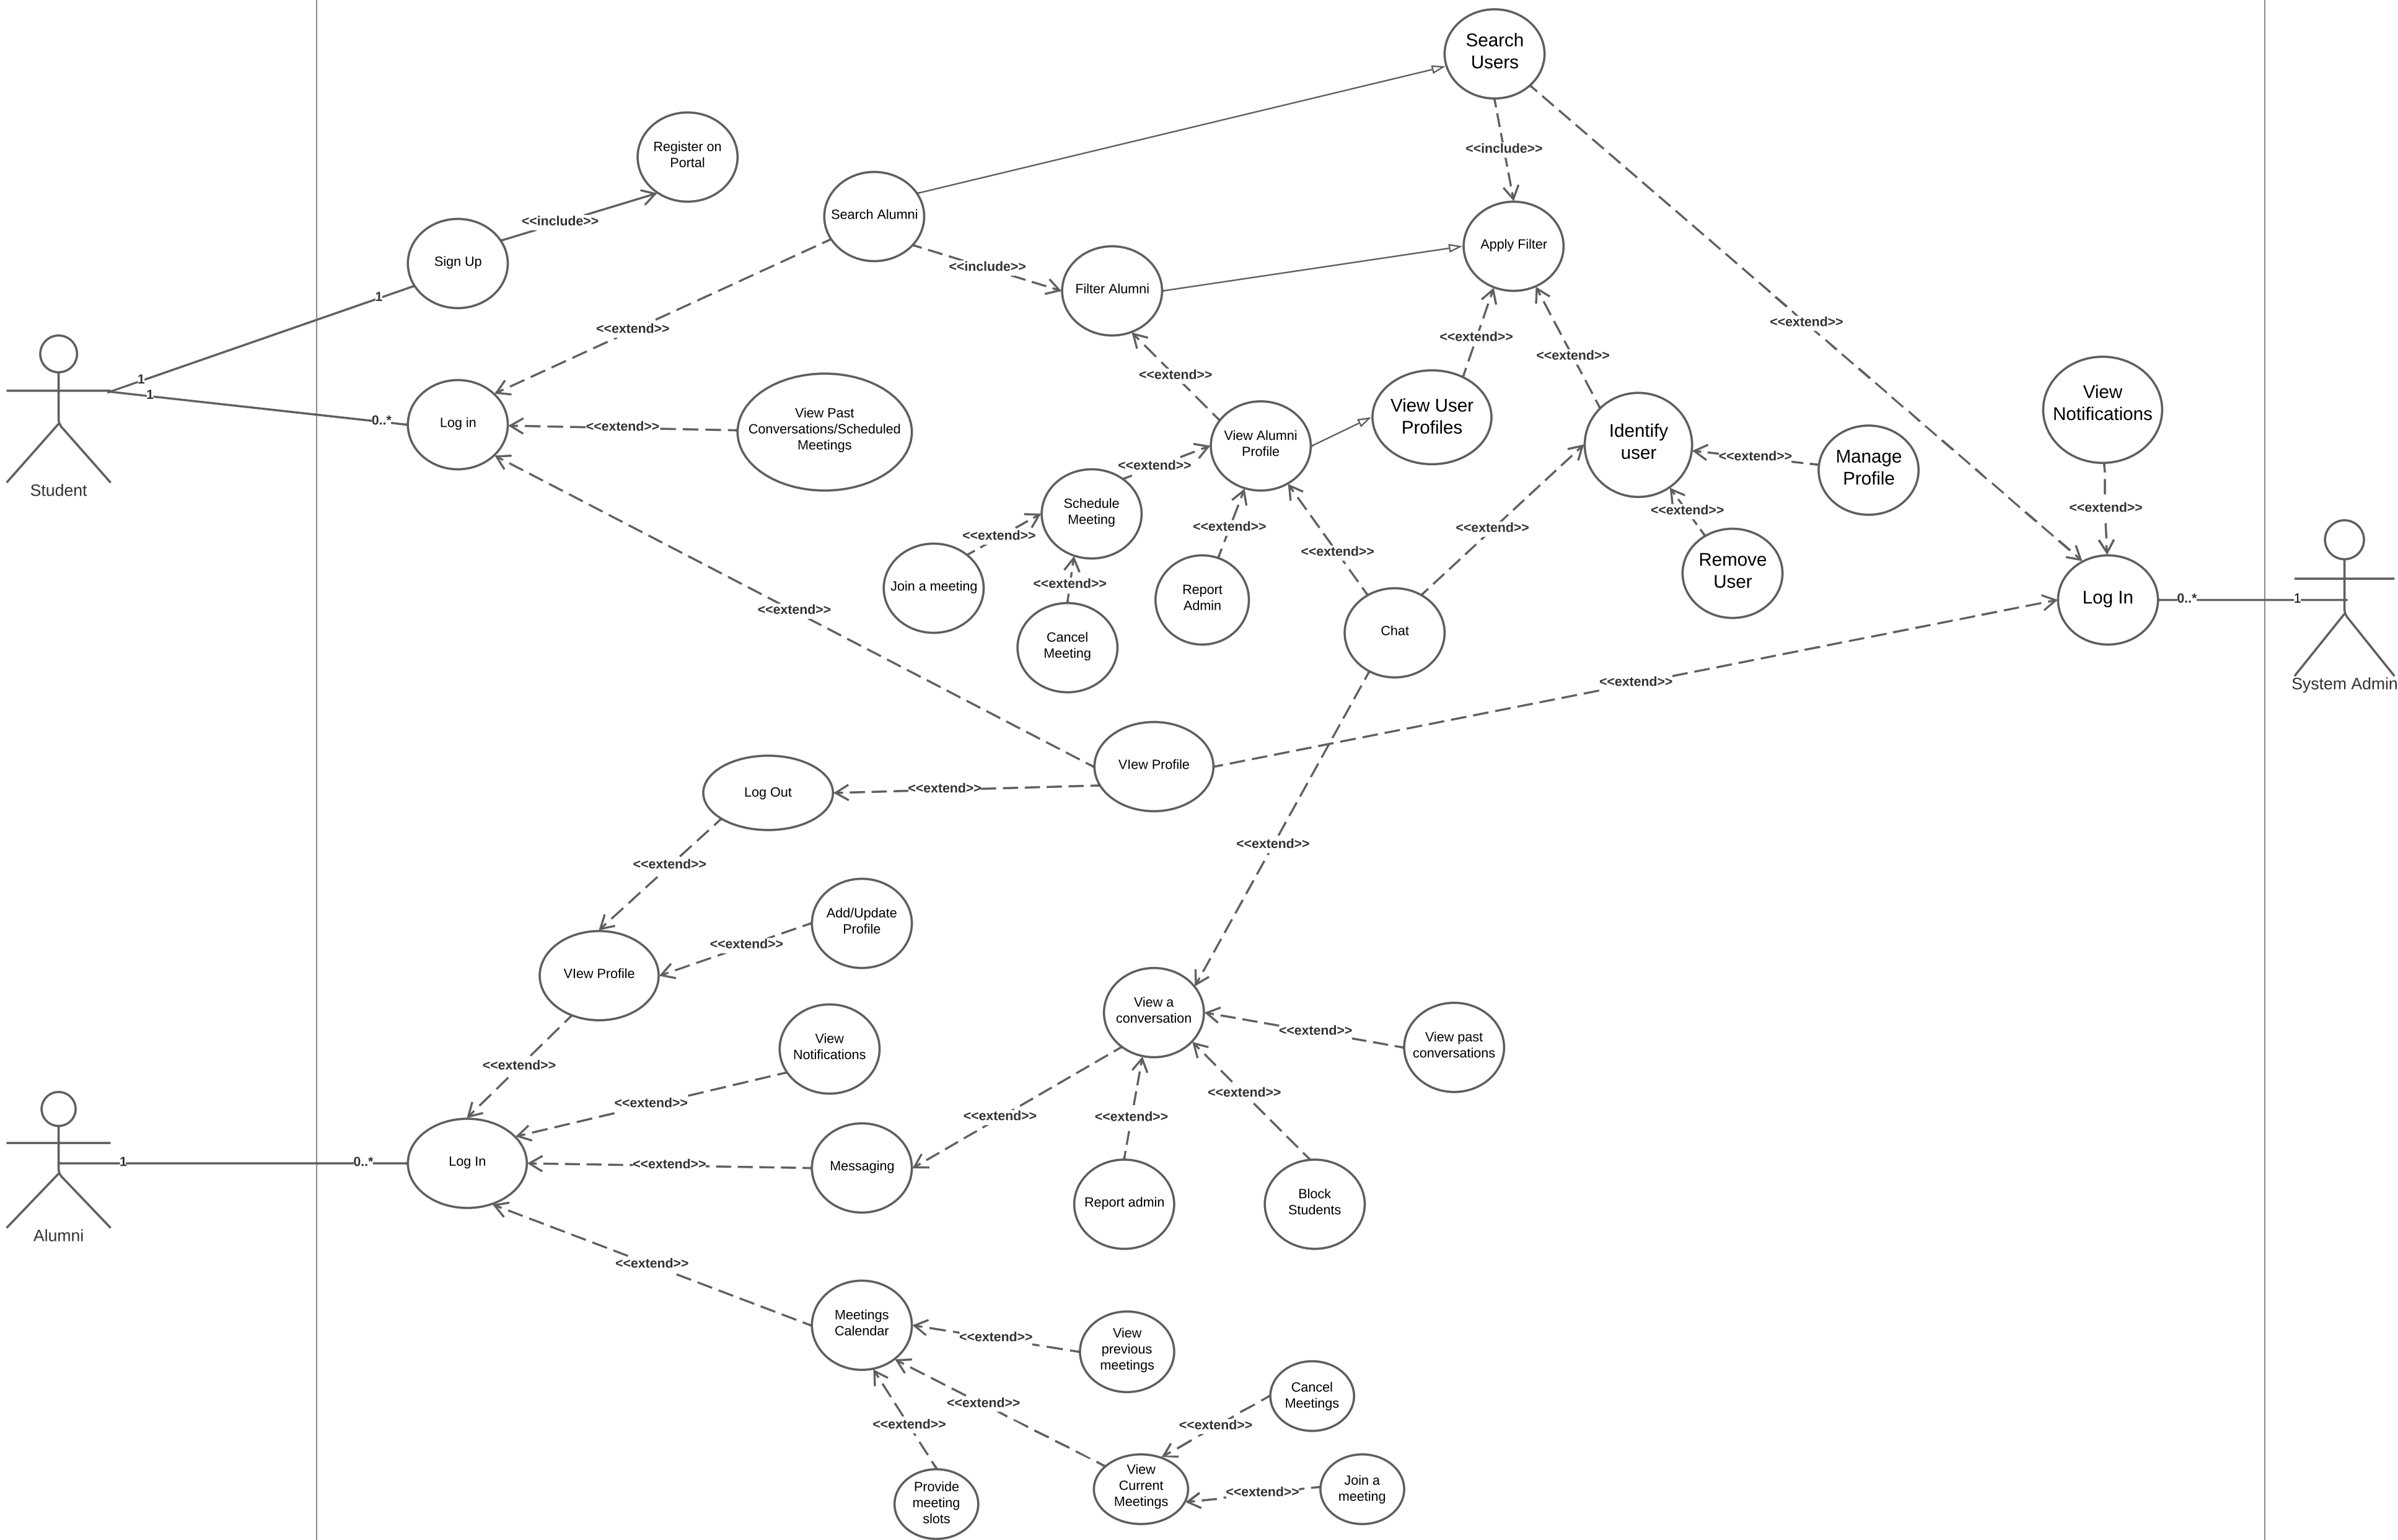 Search
Users
Register on
Portal
<<include>>
Search Alumni
<<include>>
Sign Up
Apply Filter
<<include>>
Filter Alumni
1
<<extend>>
<<extend>>
<<extend>>
<<extend>>
<<extend>>
1
1
0..*
Log in
<<extend>>
View Past
Conversations/Scheduled
Meetings
View Alumni
Profile
View User
Profiles
Identify
user
<<extend>>
Manage
Profile
View
Notifications
Student
<<extend>>
Schedule
Meeting
<<extend>>
<<extend>>
<<extend>>
<<extend>>
<<extend>>
<<extend>>
Remove
User
Join a meeting
<<extend>>
Report
Admin
Log In
0..*
1
<<extend>>
Cancel
Meeting
Chat
System Admin
<<extend>>
VIew Profile
Log Out
<<extend>>
<<extend>>
<<extend>>
Add/Update
Profile
<<extend>>
VIew Profile
View a
conversation
View
Notifications
<<extend>>
View past
conversations
<<extend>>
<<extend>>
<<extend>>
<<extend>>
<<extend>>
1
0..*
Log In
<<extend>>
Messaging
Report admin
Block
Students
Alumni
<<extend>>
Meetings
Calendar
<<extend>>
View
previous
meetings
<<extend>>
Cancel
Meetings
<<extend>>
<<extend>>
Provide
meeting
slots
View
Current
Meetings
<<extend>>
Join a
meeting